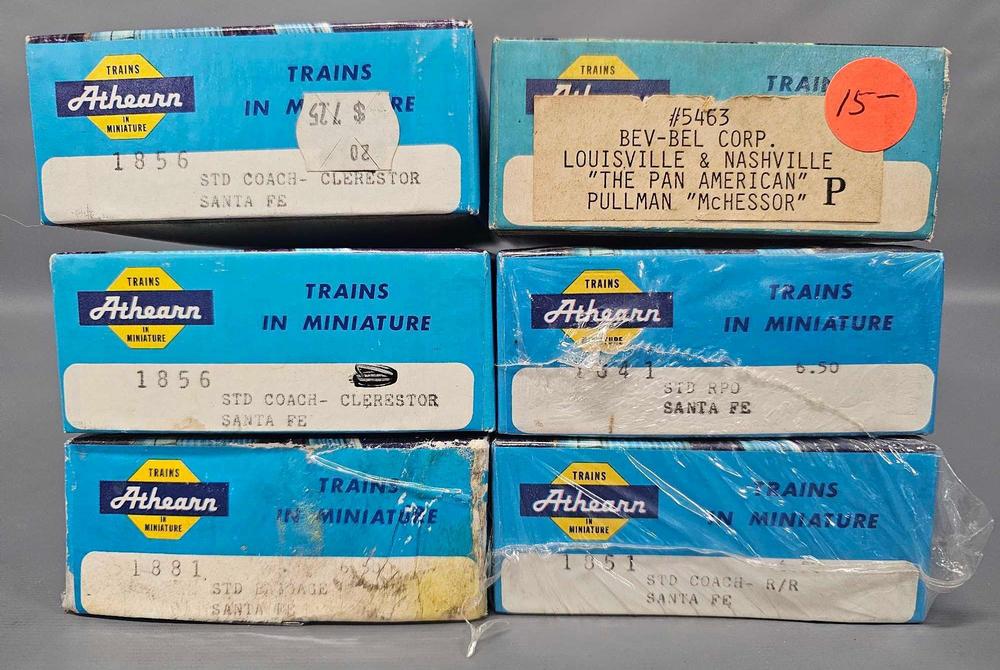 TRAINS
Athearn
IN
MINIATURE
TRAINS
IN MINIATURE
$ 7.25
20
1856
STD COACH- CLERESTOR
SANTA FE
TRAINS
TRAI
15-
#5463
BEV-BEL CORP.
LOUISVILLE & NASHVILLE
"THE PAN AMERICAN"
PULLMAN "McHESSOR" P
TRAINS
Athearn
IN
MINIATURE
TRAINS
IN MINIATURE
1856
STD COACH- CLERESTOR
SANTA FE
TRAINS
Athearn
TRAINS
IN MINIATURE
1841 6.50
STD RPO
SANTA FE
TRAINS
Athearn
IN
MINIATURE
TRAINS
IN MINIATURE
1881
STD
SANTA FE
TRAINS
Athearn
IN
MINIATURE
TRAINS
IN MINIATURE
1851
STD COACH- R/R
SANTA FE